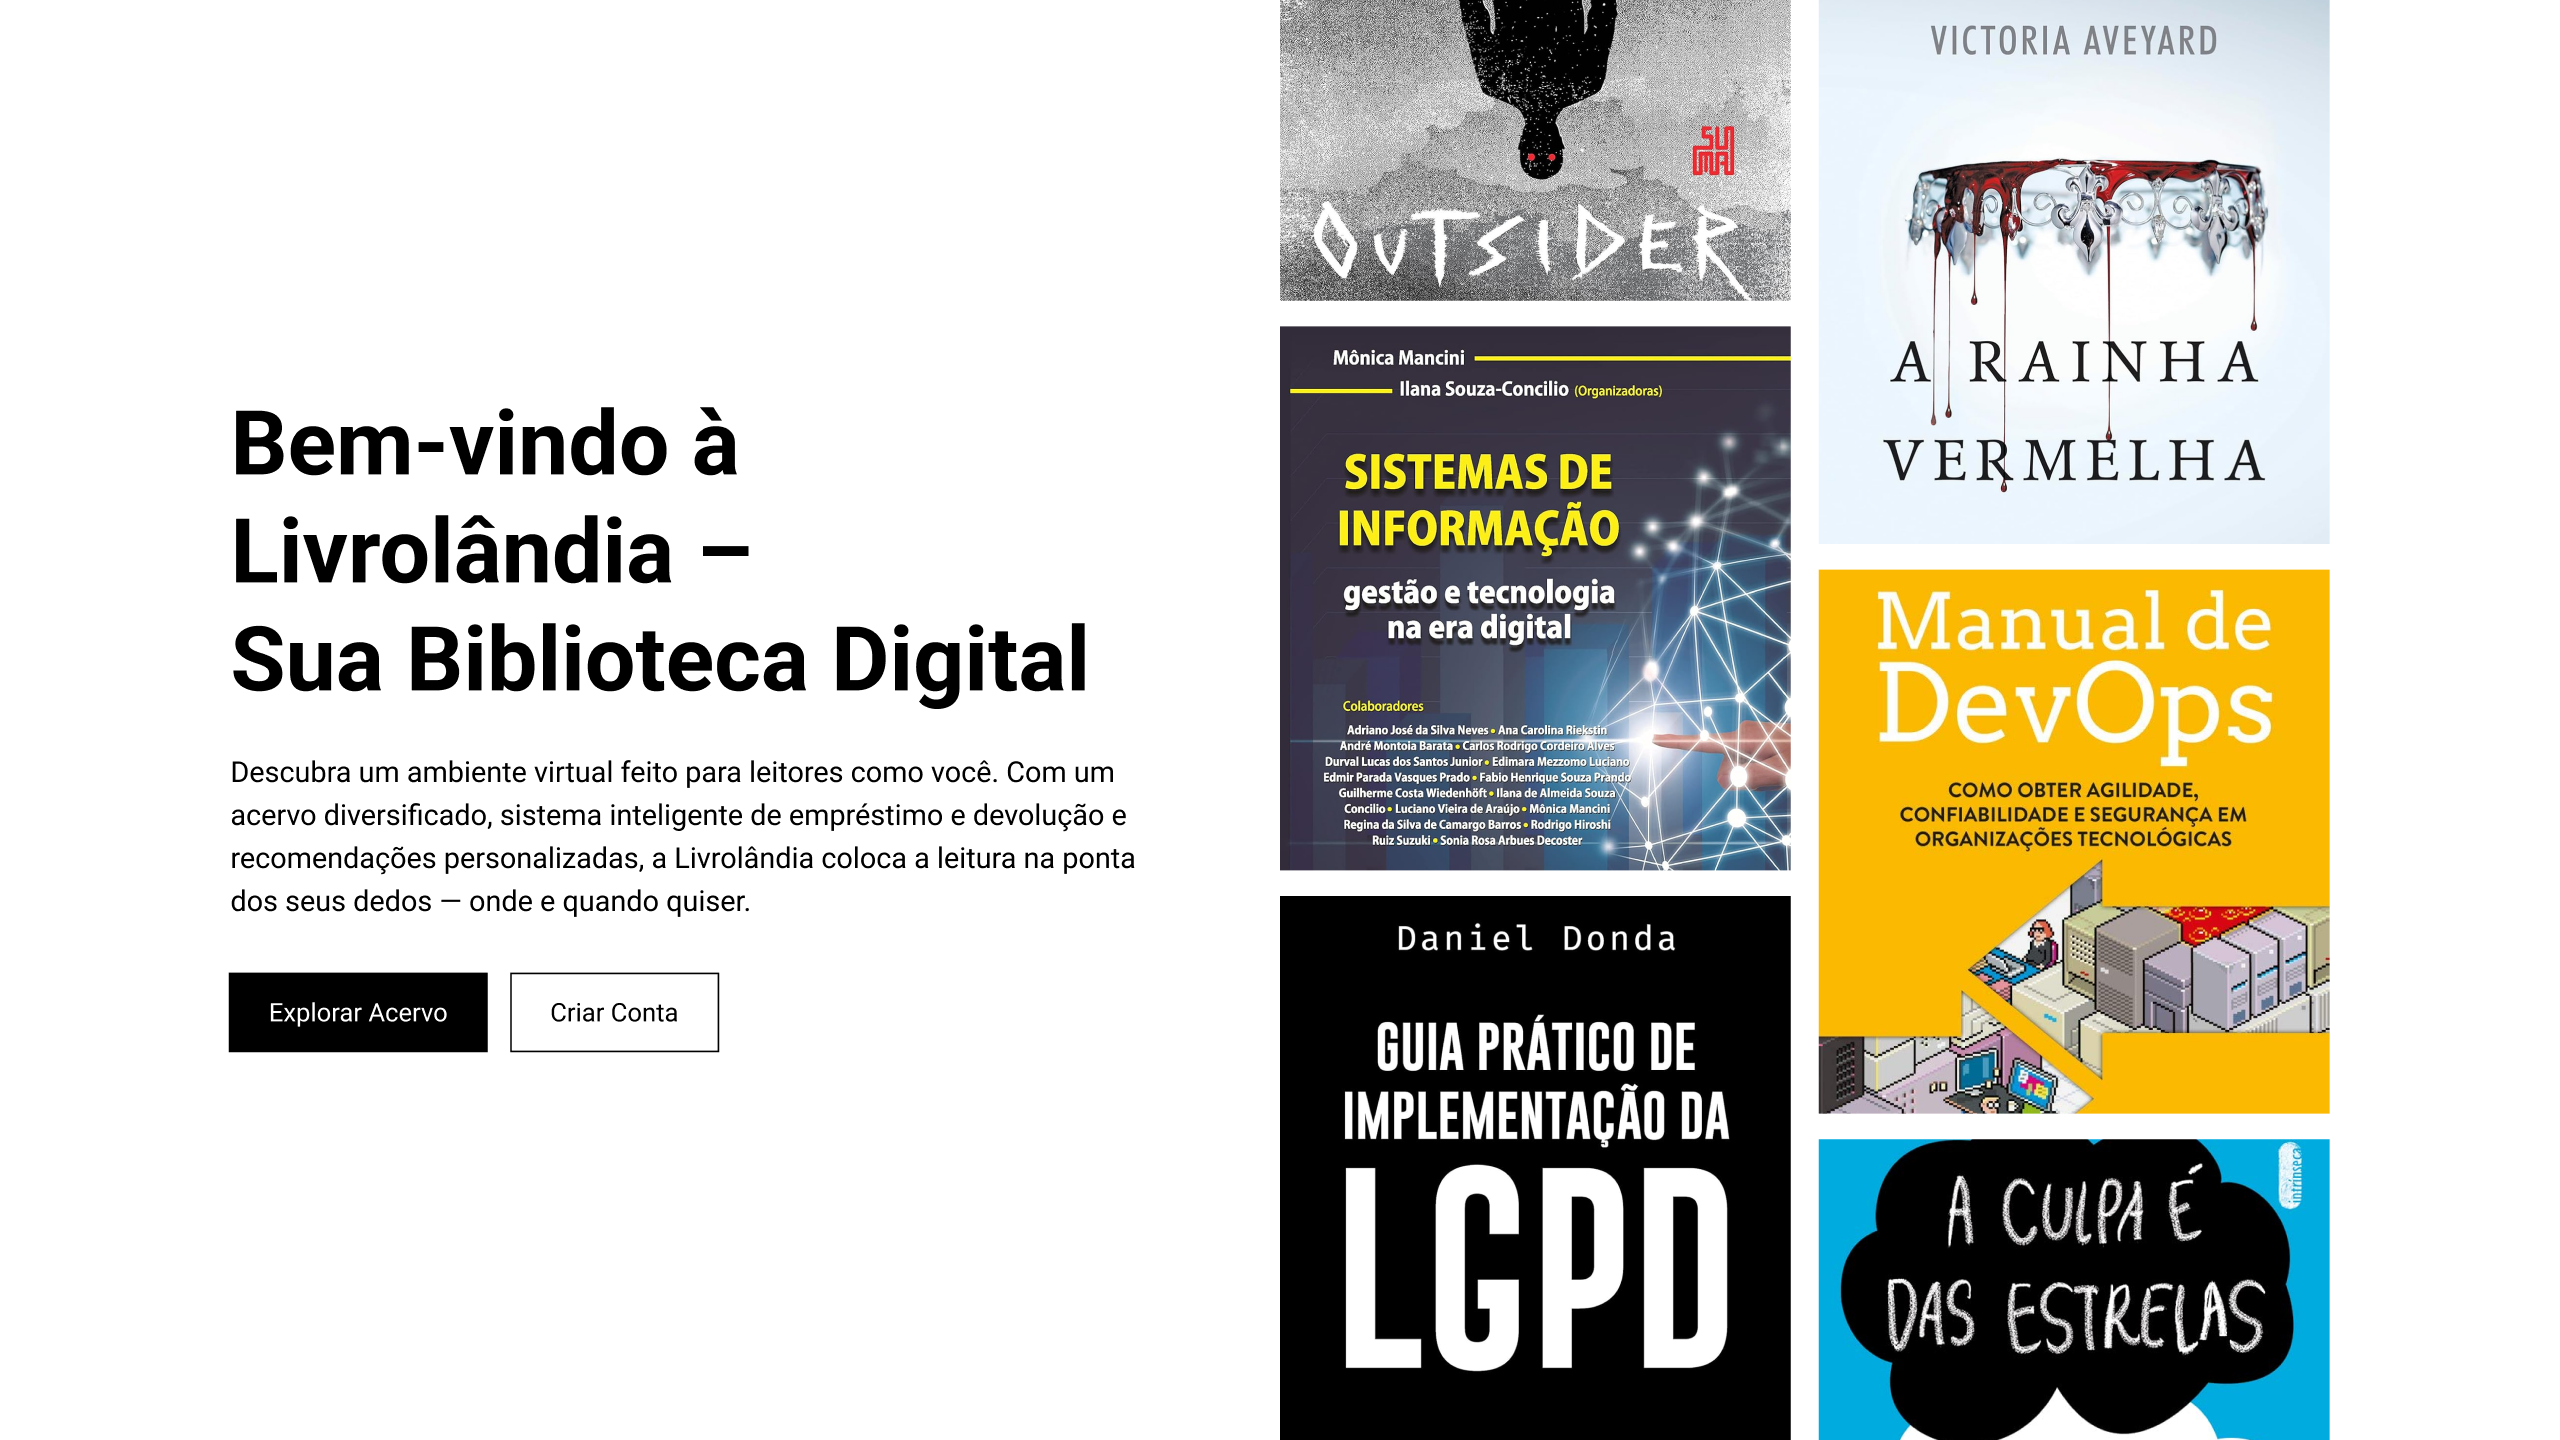 Bem-vindo à
Livrolândia –
Sua Biblioteca Digital
Descubra um ambiente virtual feito para leitores como você. Com um
acervo diversificado, sistema inteligente de empréstimo e devolução e
recomendações personalizadas, a Livrolândia coloca a leitura na ponta
dos seus dedos — onde e quando quiser.
Explorar Acervo
Criar Conta
SUMA
OUTSIDER
Mônica Mancini
Ilana Souza-Concilio (Organizadoras)
SISTEMAS DE
INFORMAÇÃO
gestão e tecnologia
na era digital
Colaboradores
Adriano José da Silva Neves • Ana Carolina Riekstin
André Montoia Barata • Carlos Rodrigo Cordeiro Alves
Durval Lucas dos Santos Junior • Edimara Mezzomo Luciano
Edmir Parada Vasques Prado • Fabio Henrique Souza Prando
Guilherme Costa Wiedenhöft • Ilana de Almeida Souza
Concilio • Luciano Vieira de Araújo • Mônica Mancini
Regina da Silva de Camargo Barros • Rodrigo Hiroshi
Ruiz Suzuki • Sonia Rosa Arbues Decoster
Daniel Donda
GUIA PRÁTICO DE
IMPLEMENTAÇÃO DA
LGPD
VICTORIA AVEYARD
A RAINHA
VERMELHA
Manual de
DevOps
COMO OBTER AGILIDADE,
CONFIABILIDADE E SEGURANÇA EM
ORGANIZAÇÕES TECNOLÓGICAS
intrínseca
A CULPA É
DAS ESTRELAS